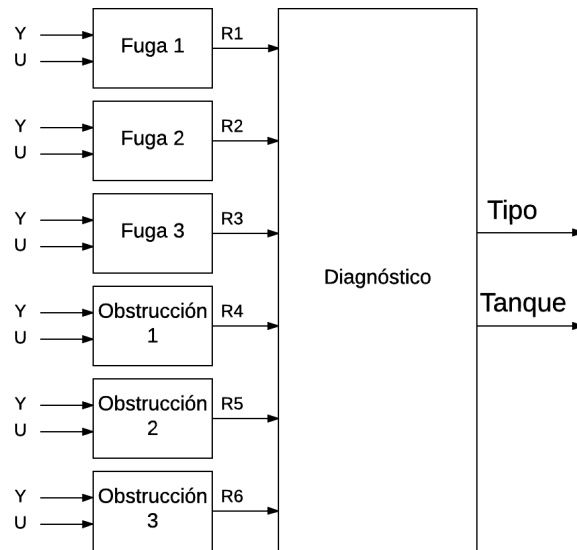 Y
U
Fuga 1
R1
Y
U
Fuga 2
R2
Y
U
Fuga 3
R3
Y
U
Obstrucción
1
R4
Y
U
Obstrucción
2
R5
Y
U
Obstrucción
3
R6
Diagnóstico
Tipo
Tanque